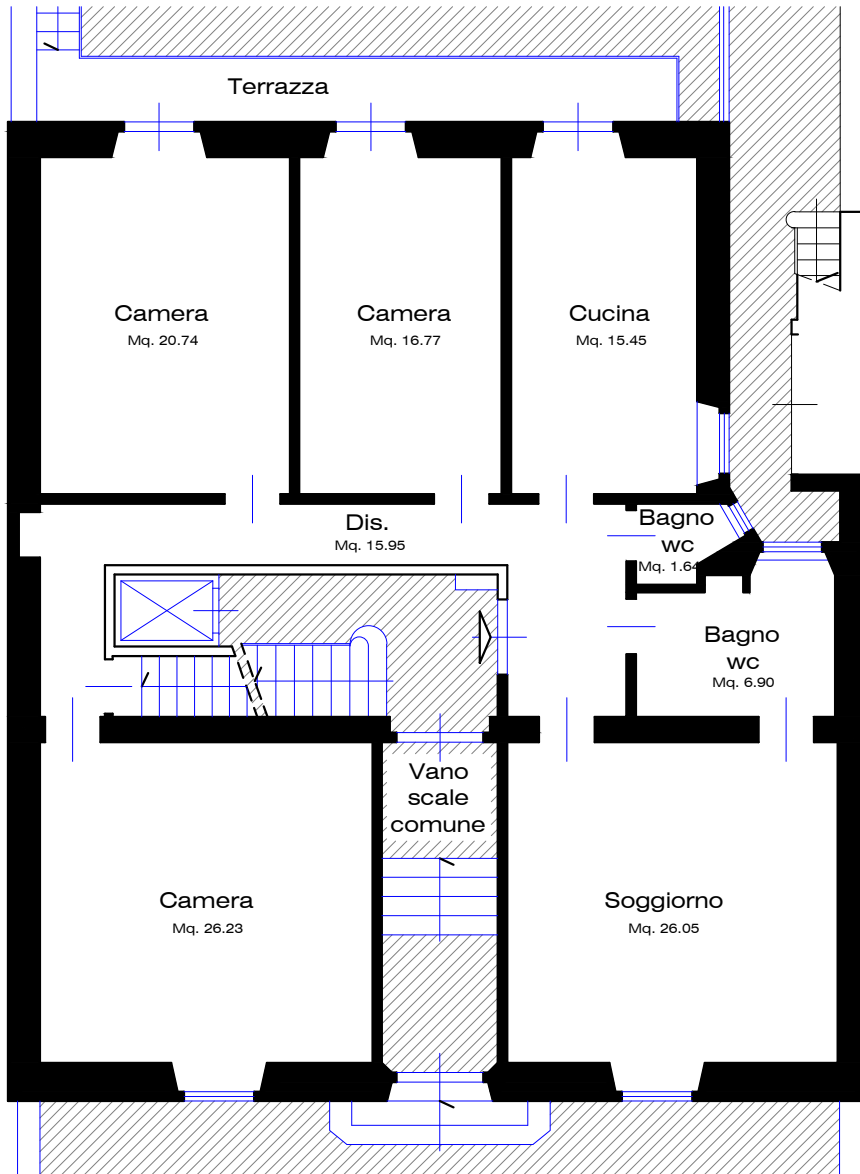 Terrazza
Camera
Mq. 20.74
Camera
Mq. 16.77
Cucina
Mq. 15.45
Dis.
Mq. 15.95
Bagno
WC
Mq. 1.64
Bagno
WC
Mq. 6.90
Vano
scale
comune
Camera
Mq. 26.23
Soggiorno
Mq. 26.05